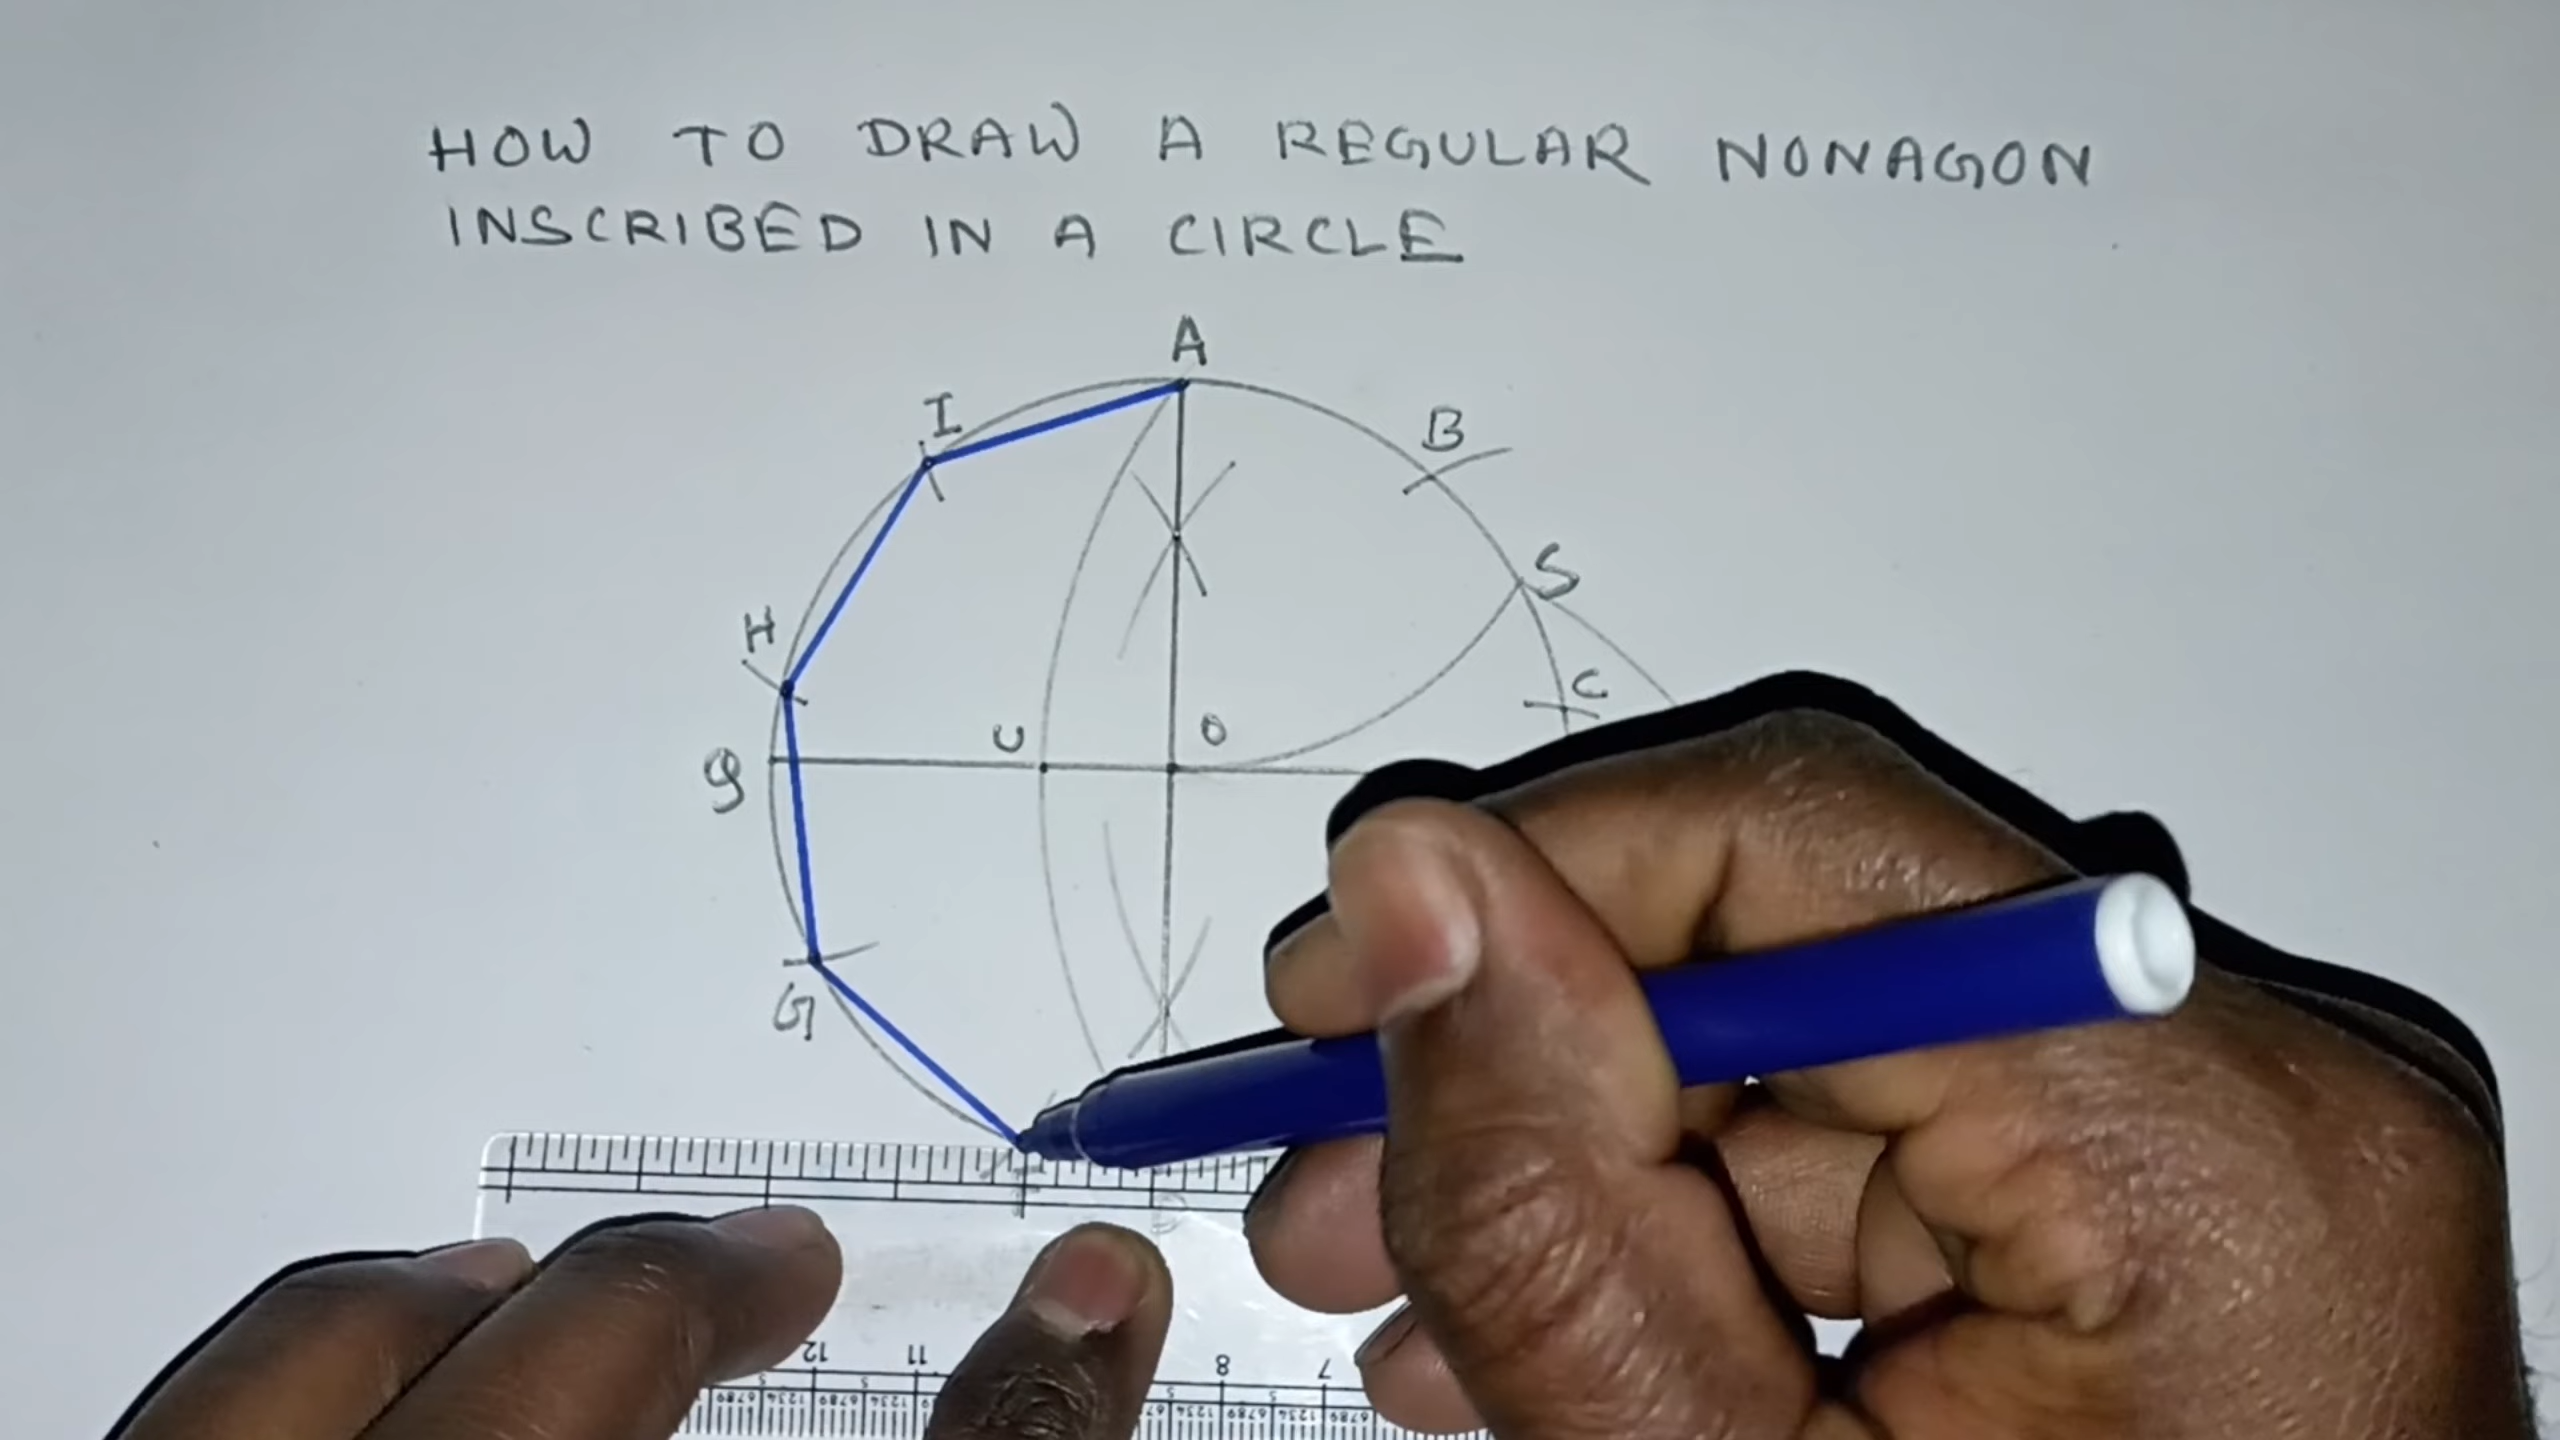 HOW TO DRAW A REGULAR NONAGON
INSCRIBED IN A CIRCLE
A
I
B
S
H
C
U
O
G
12
11
8
7